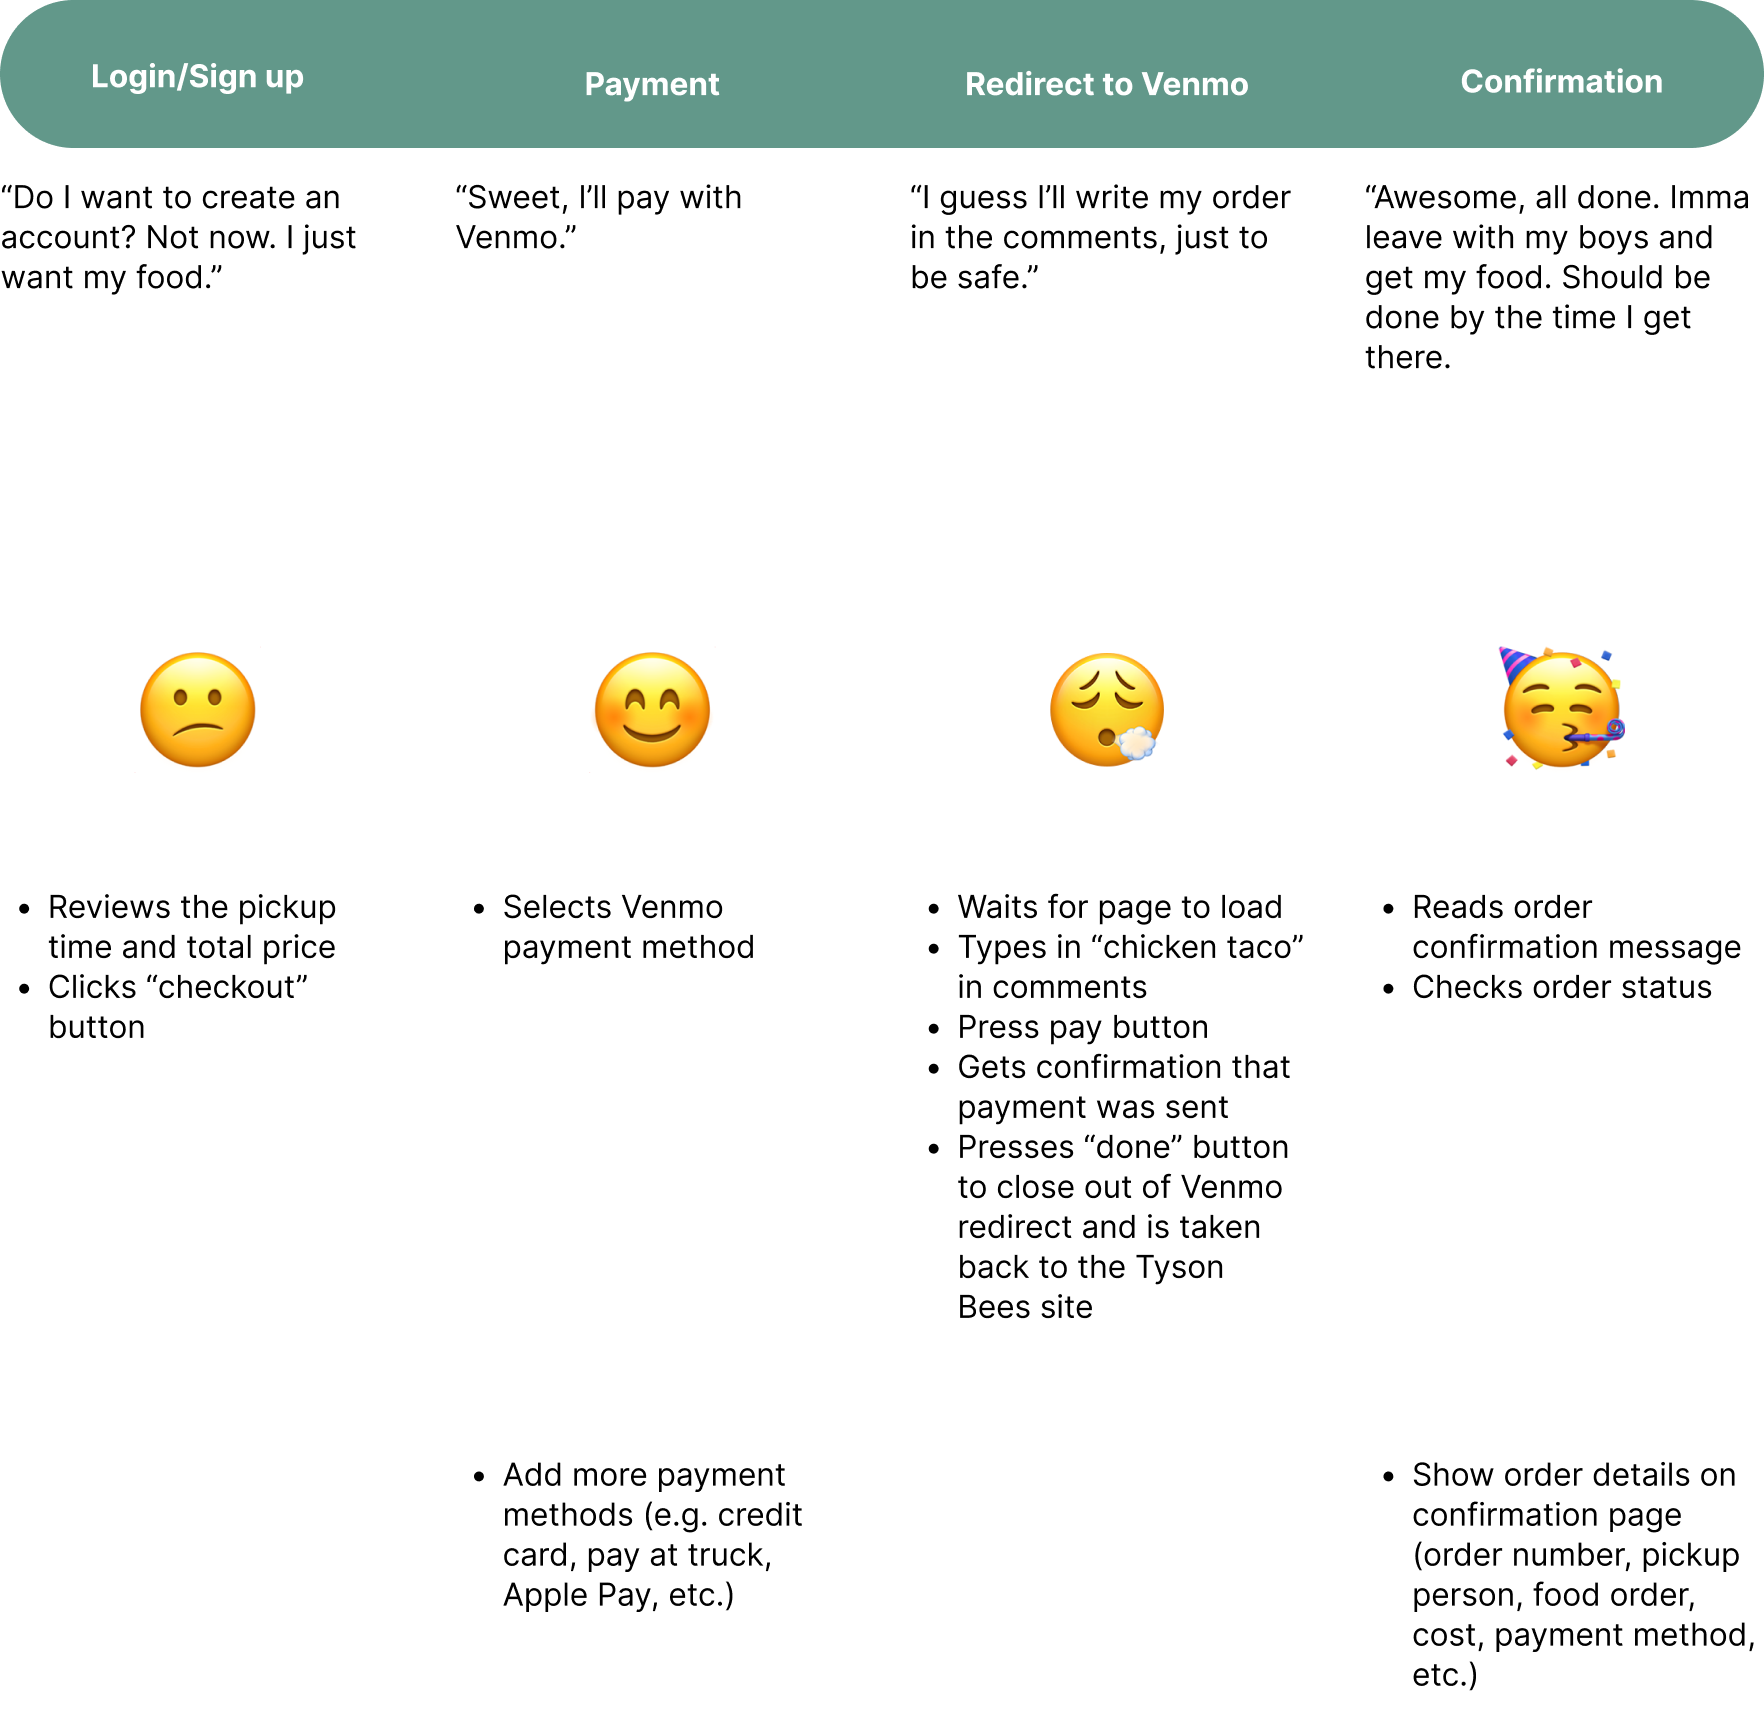 Login/Sign up
Payment
Redirect to Venmo
Confirmation
“Do I want to create an
account? Not now. I just
want my food.”
“Sweet, I’ll pay with
Venmo.”
“I guess I’ll write my order
in the comments, just to
be safe.”
“Awesome, all done. Imma
leave with my boys and
get my food. Should be
done by the time I get
there.
• Reviews the pickup
time and total price
• Clicks “checkout”
button
• Selects Venmo
payment method
• Waits for page to load
• Types in “chicken taco”
in comments
• Press pay button
• Gets confirmation that
payment was sent
• Presses “done” button
to close out of Venmo
redirect and is taken
back to the Tyson
Bees site
• Reads order
confirmation message
• Checks order status
• Add more payment
methods (e.g. credit
card, pay at truck,
Apple Pay, etc.)
• Show order details on
confirmation page
(order number, pickup
person, food order,
cost, payment method,
etc.)